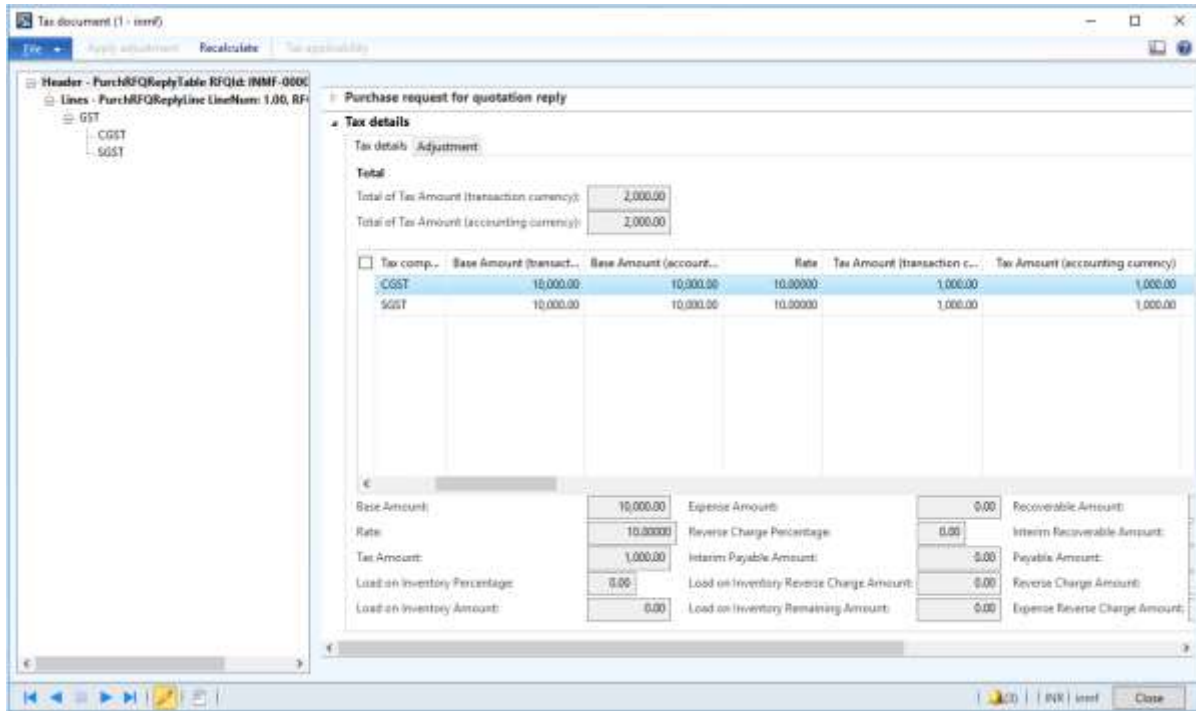 Tax document (1 - inmf)
File Apply adjustment Recalculate Tax applicability
Header - PurchRFQReplyTable RFQId: INMF-000C
Lines - PurchRFQReplyLine LineNum: 1.00, RF
GST
CGST
SGST
Purchase request for quotation reply
Tax details
Tax details Adjustment
Total
Total of Tax Amount (transaction currency): 2,000.00
Total of Tax Amount (accounting currency): 2,000.00
Tax comp... Base Amount (transact... Base Amount (account... Rate Tax Amount (transaction c... Tax Amount (accounting currency)
CGST 10,000.00 10,000.00 10.00000 1,000.00 1,000.00
SGST 10,000.00 10,000.00 10.00000 1,000.00 1,000.00
Base Amount: 10,000.00 Expense Amount: 0.00 Recoverable Amount:
Rate: 10.00000 Reverse Charge Percentage: 0.00 Interim Recoverable Amount:
Tax Amount: 1,000.00 Interim Payable Amount: 0.00 Payable Amount:
Load on Inventory Percentage: 0.00 Load on Inventory Reverse Charge Amount: 0.00 Reverse Charge Amount:
Load on Inventory Amount: 0.00 Load on Inventory Remaining Amount: 0.00 Expense Reverse Charge Amount:
INR inmf Close